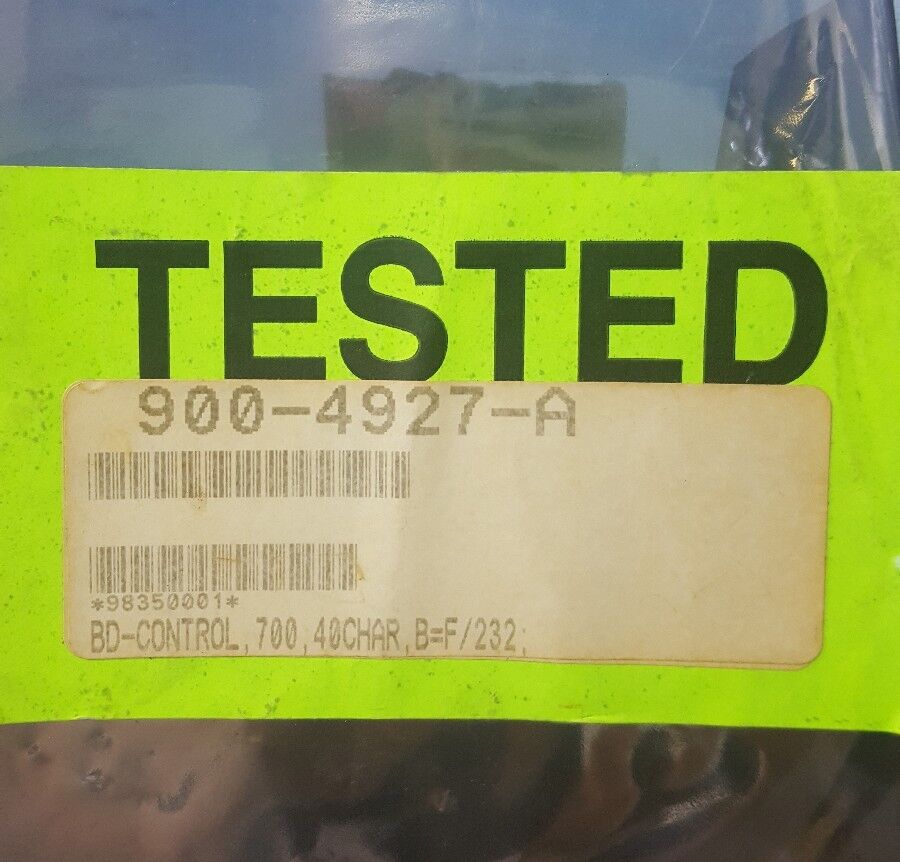 TESTED
900-4927-A
*98350001*
BD-CONTROL,700,40CHAR,B=F/232;